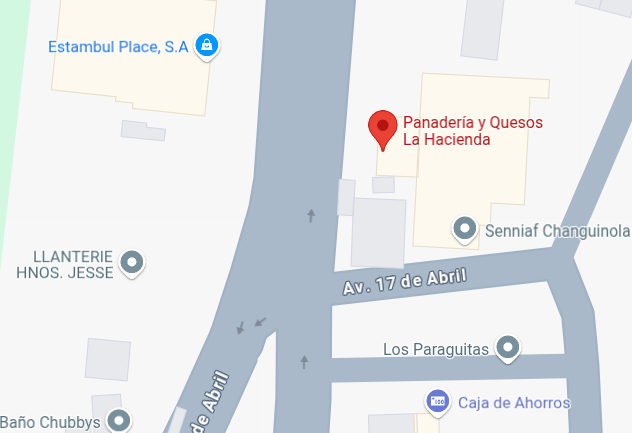 Estambul Place, S.A
Panadería y Quesos
La Hacienda
Senniaf Changuinola
LLANTERIE
HNOS. JESSE
Av. 17 de Abril
Los Paraguitas
de Abril
Caja de Ahorros
Baño Chubbys